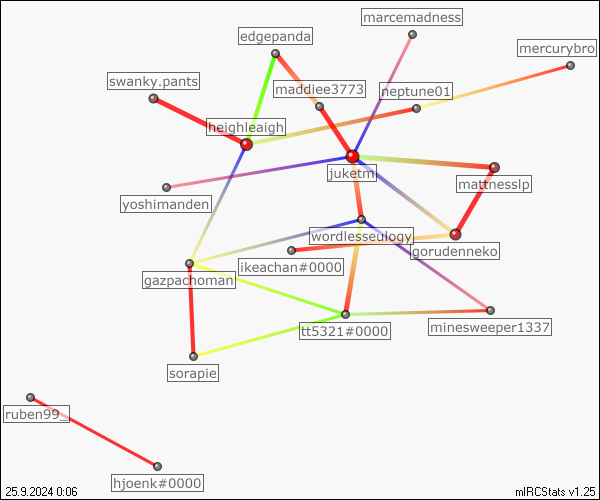 marcemadness
edgepanda
mercurybro
swanky.pants
maddiee3773
neptune01
heighleaigh
juketm
mattnesslp
yoshimanden
wordlesseulogy
gorudenneko
ikeachan#0000
gazpachoman
tt5321#0000
minesweeper1337
sorapie
ruben99_
hjoenk#0000
25.9.2024 0:06
mIRCStats v1.25